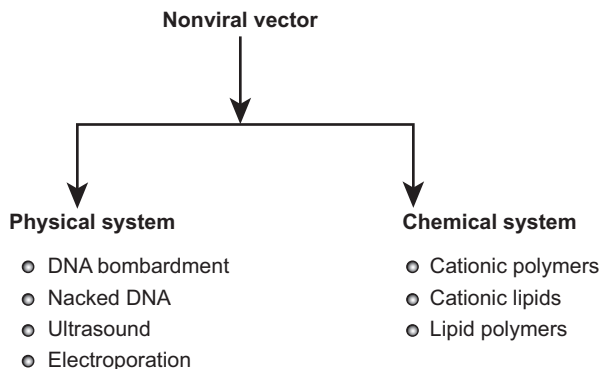 Nonviral vector
Physical system
DNA bombardment
Nacked DNA
Ultrasound
Electroporation
Chemical system
Cationic polymers
Cationic lipids
Lipid polymers